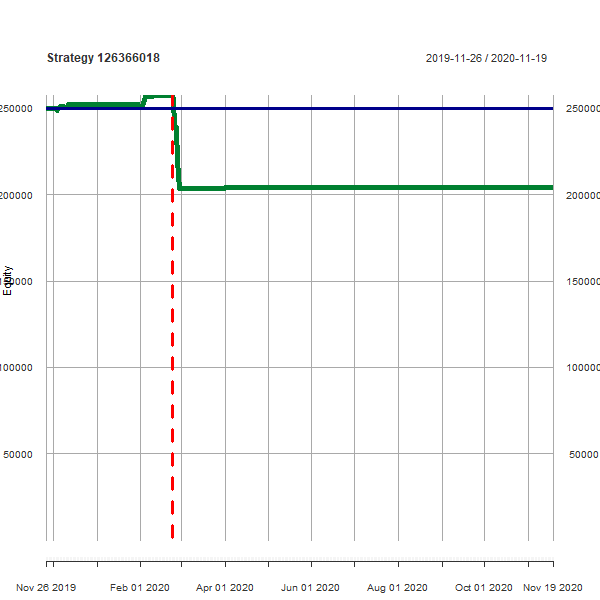 Strategy 126366018
2019-11-26 / 2020-11-19
250000
250000
200000
200000
Equity
150000
150000
100000
100000
50000
50000
Nov 26 2019
Feb 01 2020
Apr 01 2020
Jun 01 2020
Aug 01 2020
Oct 01 2020
Nov 19 2020